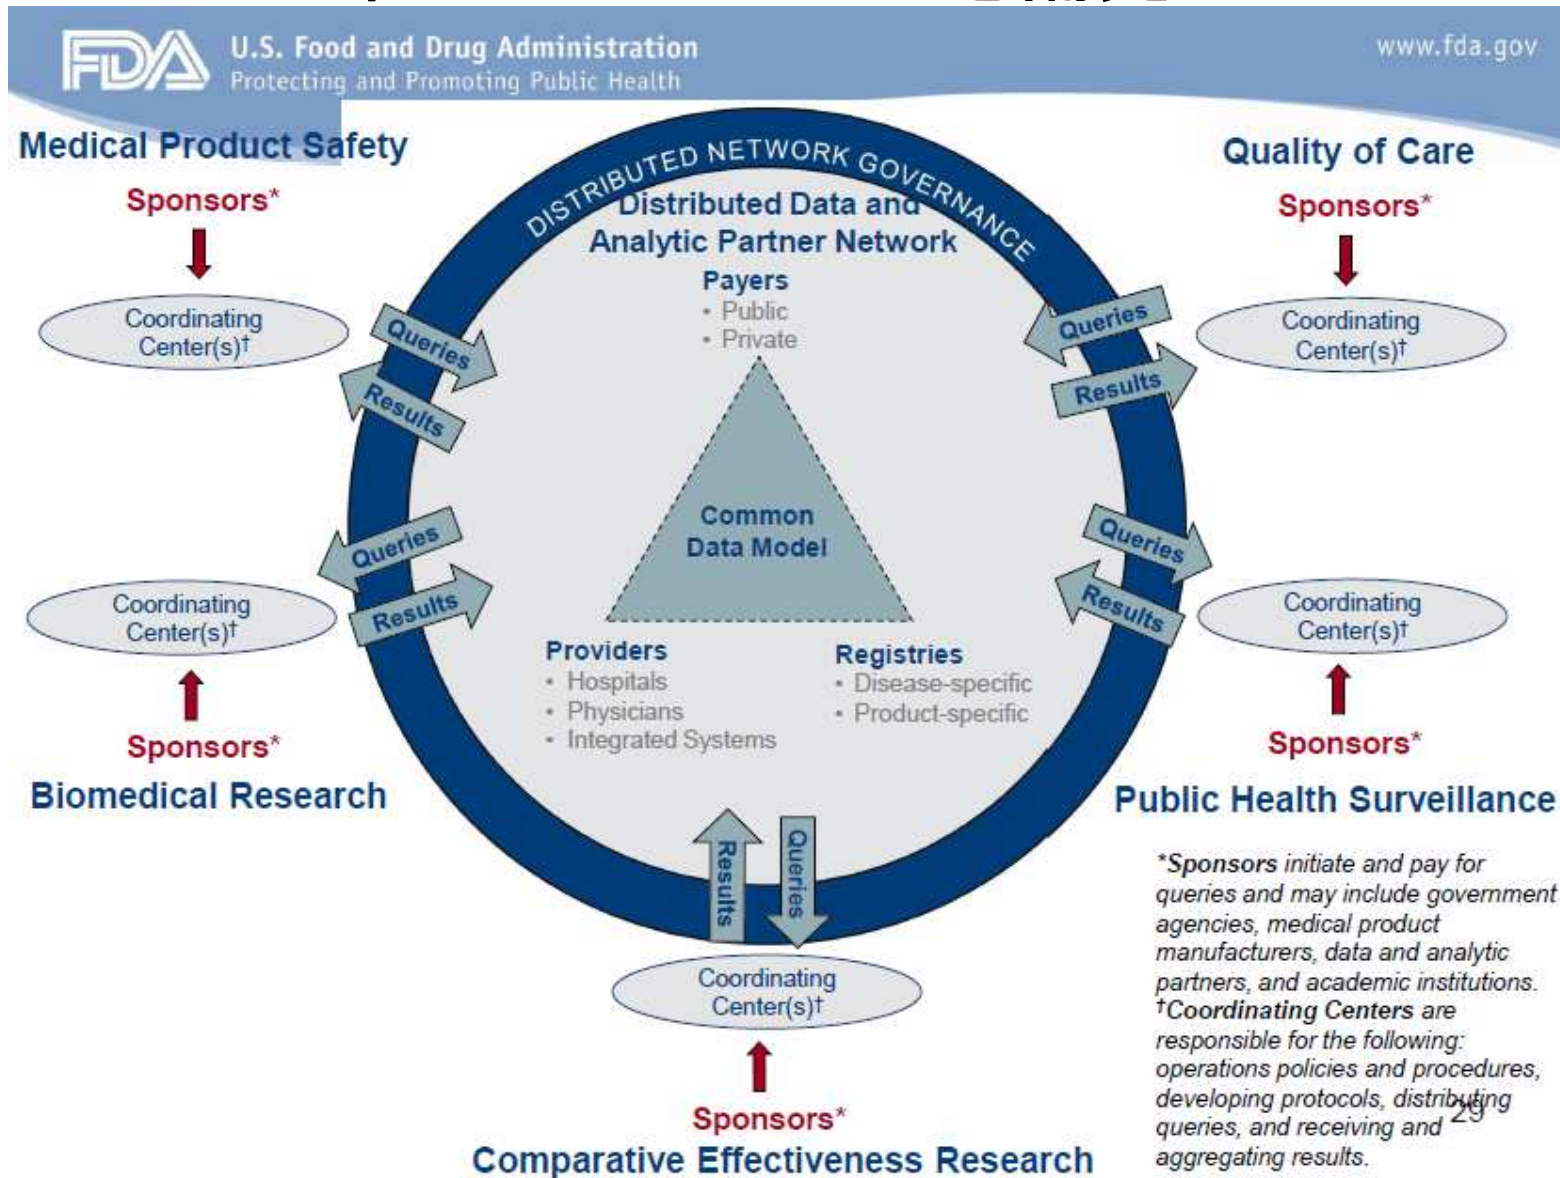 FDA
U.S. Food and Drug Administration
Protecting and Promoting Public Health
www.fda.gov
Medical Product Safety
Sponsors*
Coordinating
Center(s)†
Queries
Results
Quality of Care
Sponsors*
Coordinating
Center(s)†
Queries
Results
DISTRIBUTED NETWORK GOVERNANCE
Distributed Data and
Analytic Partner Network
Payers
• Public
• Private
Common
Data Model
Providers
• Hospitals
• Physicians
• Integrated Systems
Registries
• Disease-specific
• Product-specific
Queries
Results
Coordinating
Center(s)†
Sponsors*
Biomedical Research
Queries
Results
Coordinating
Center(s)†
Sponsors*
Public Health Surveillance
Results
Queries
Coordinating
Center(s)†
Sponsors*
Comparative Effectiveness Research
*Sponsors initiate and pay for
queries and may include government
agencies, medical product
manufacturers, data and analytic
partners, and academic institutions.
†Coordinating Centers are
responsible for the following:
operations policies and procedures,
developing protocols, distributing
queries, and receiving and
aggregating results.
29